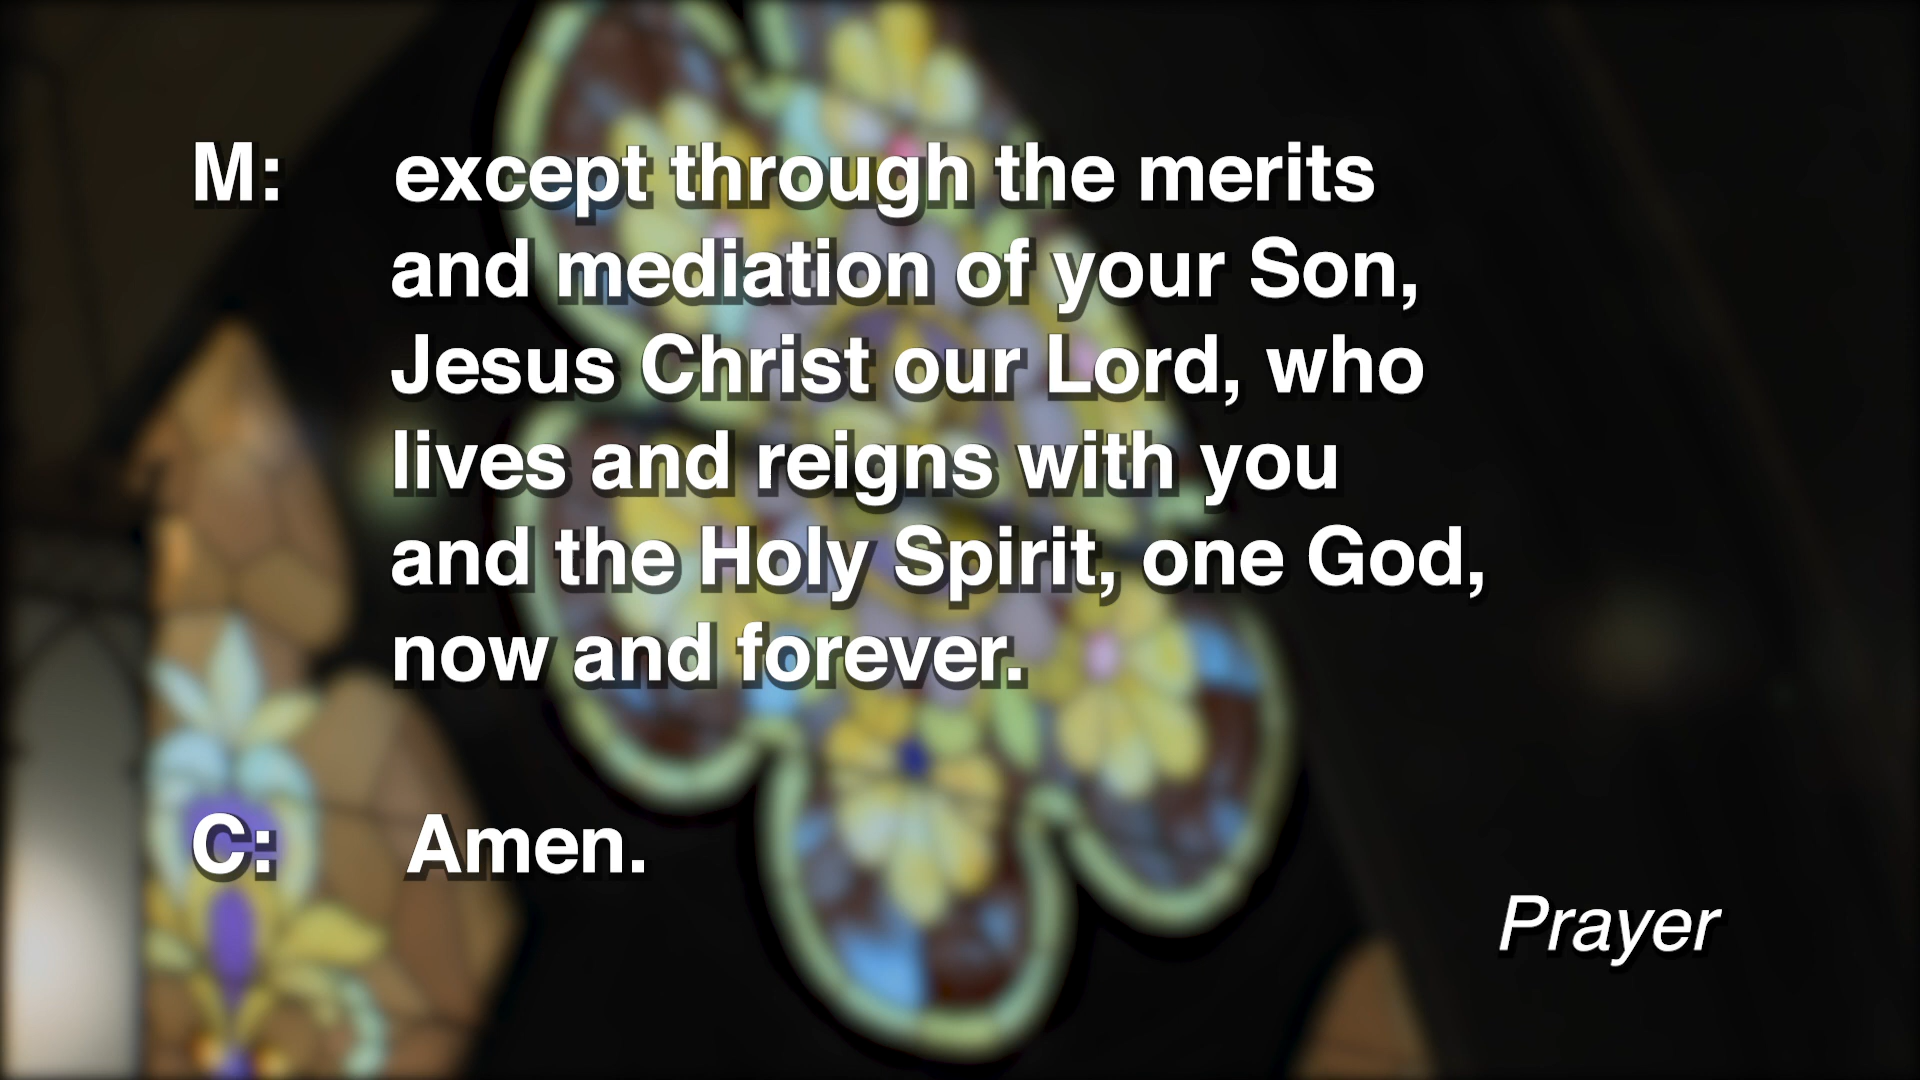 M: except through the merits
and mediation of your Son,
Jesus Christ our Lord, who
lives and reigns with you
and the Holy Spirit, one God,
now and forever.
C: Amen.
Prayer